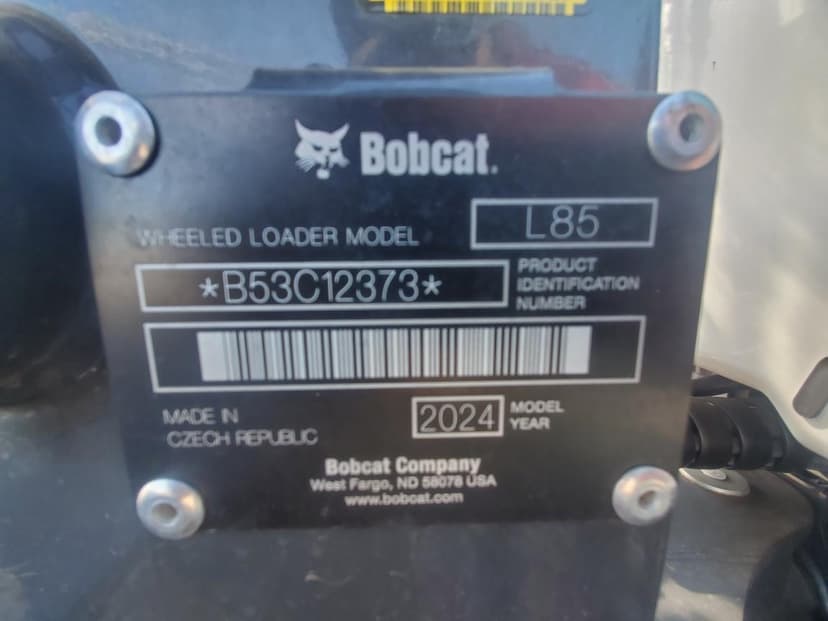 Bobcat.
WHEELED LOADER MODEL
L85
*B53C12373*
PRODUCT
IDENTIFICATION
NUMBER
MADE IN
CZECH REPUBLIC
2024
MODEL
YEAR
Bobcat Company
West Fargo, ND 58078 USA
www.bobcat.com